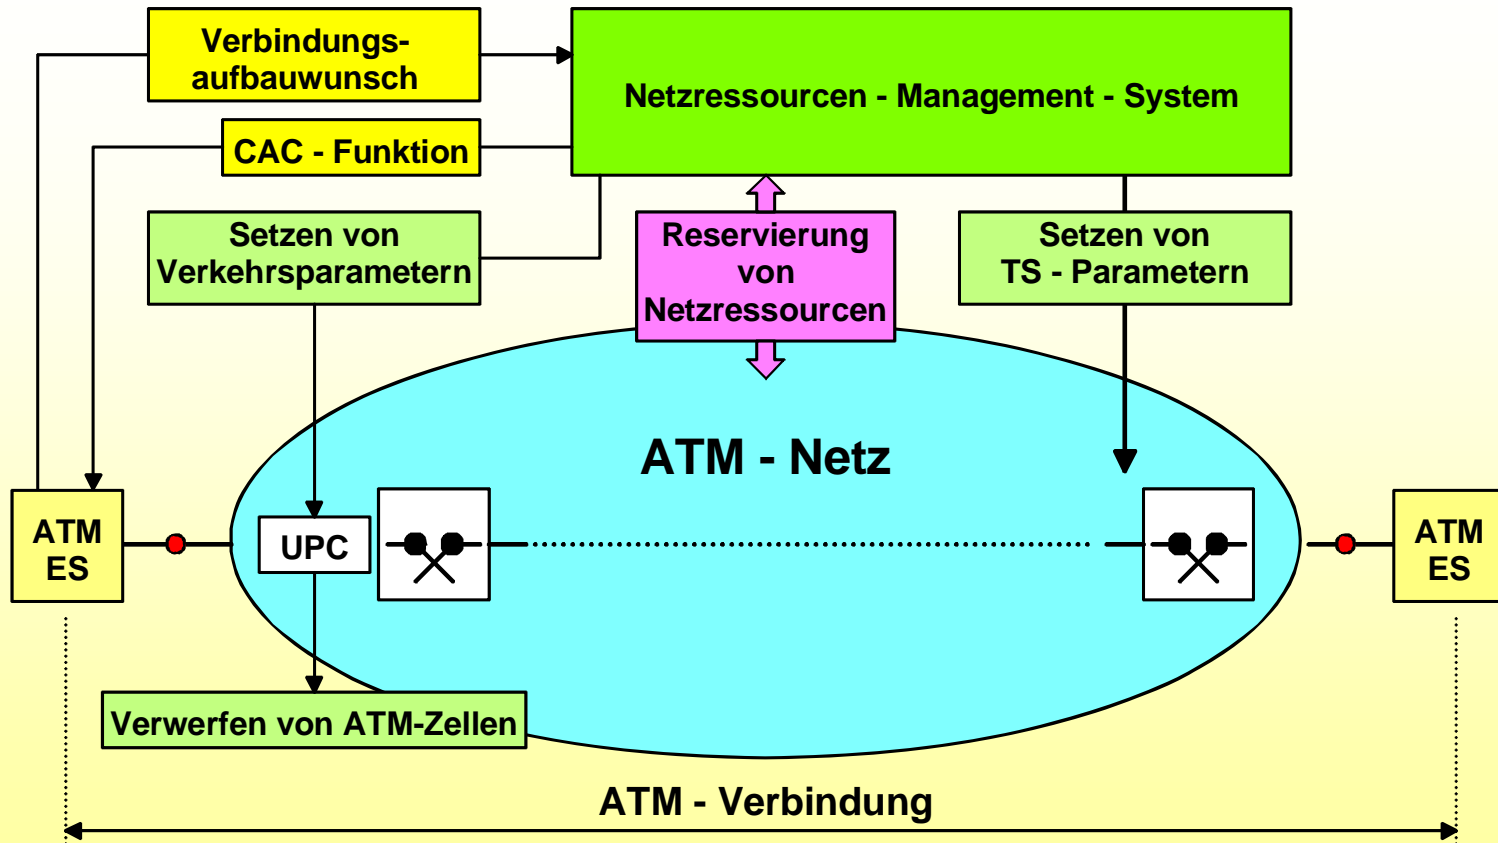 Verbindungs-
aufbauwunsch
Netzressourcen - Management - System
CAC - Funktion
Setzen von
Verkehrsparametern
Reservierung
von
Netzressourcen
Setzen von
TS - Parametern
ATM - Netz
ATM
ES
UPC
ATM
ES
Verwerfen von ATM-Zellen
ATM - Verbindung